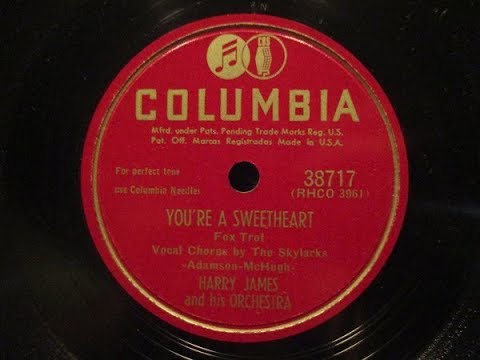 COLUMBIA
Mfrd. under Pats. Pending Trade Marks Reg. U.S.
Pat. Off. Marcas Registradas Made in U.S.A.
For perfect tone
use Columbia Needles
38717
(RHCO 3961)
YOU'RE A SWEETHEART
Fox Trot
Vocal Chorus by The Skylarks
-Adamson-McHugh-
HARRY JAMES
and his ORCHESTRA